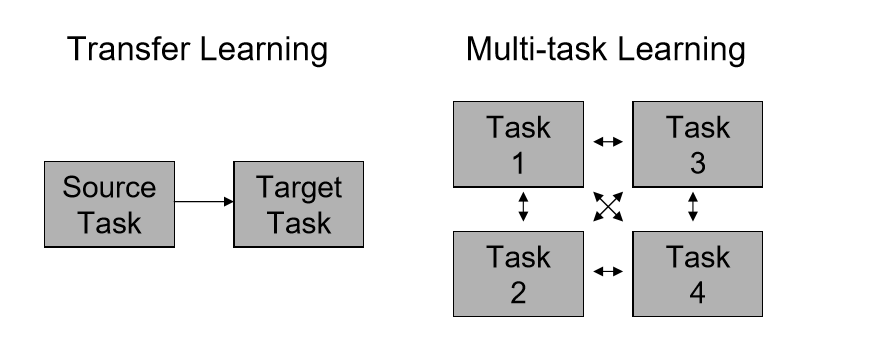 Transfer Learning
Multi-task Learning
Source
Task
Target
Task
Task
1
Task
3
Task
2
Task
4